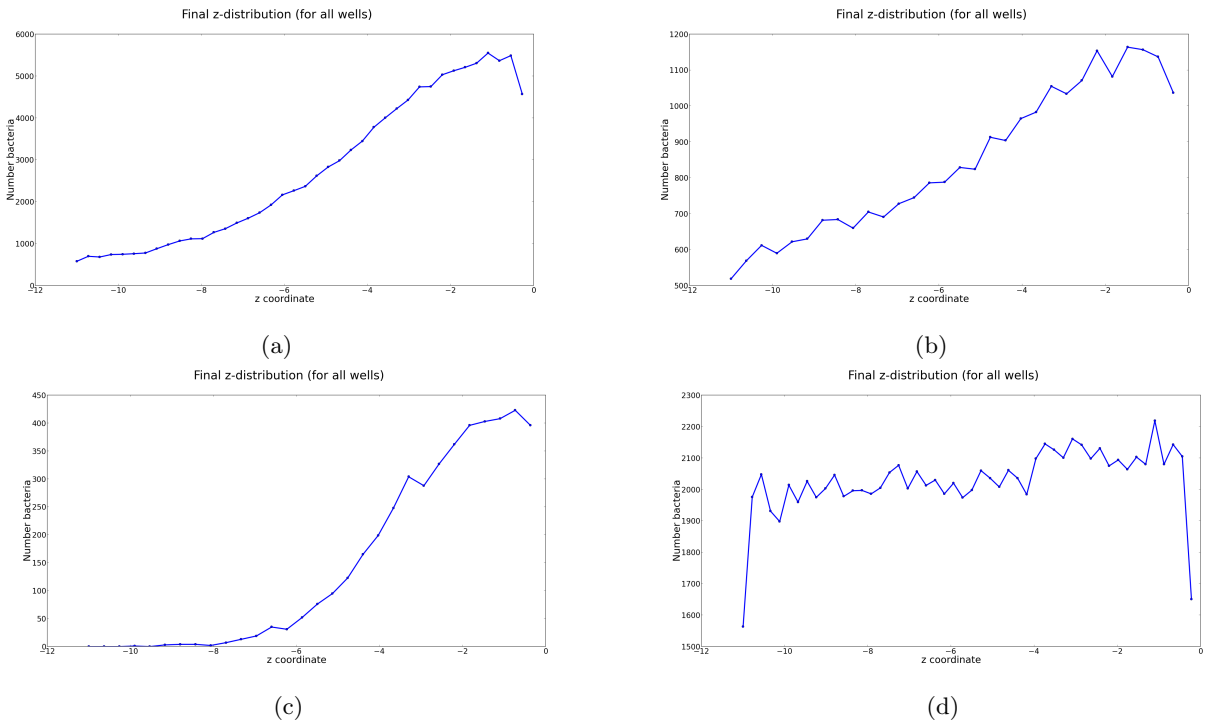 Final z-distribution (for all wells)
6000
5000
4000
3000
2000
1000
0
Number bacteria
−12 −10 −8 −6 −4 −2 0
z coordinate
(a)
Final z-distribution (for all wells)
1200
1100
1000
900
800
700
600
500
Number bacteria
−12 −10 −8 −6 −4 −2 0
z coordinate
(b)
Final z-distribution (for all wells)
450
400
350
300
250
200
150
100
50
0
Number bacteria
−12 −10 −8 −6 −4 −2 0
z coordinate
(c)
Final z-distribution (for all wells)
2300
2200
2100
2000
1900
1800
1700
1600
1500
Number bacteria
−12 −10 −8 −6 −4 −2 0
z coordinate
(d)